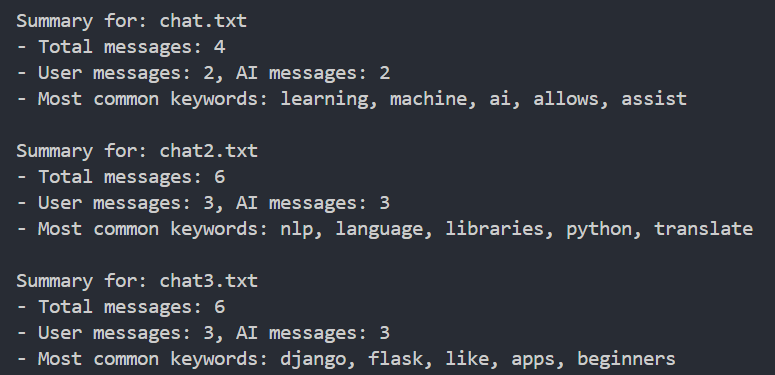 Summary for: chat.txt
- Total messages: 4
- User messages: 2, AI messages: 2
- Most common keywords: learning, machine, ai, allows, assist
Summary for: chat2.txt
- Total messages: 6
- User messages: 3, AI messages: 3
- Most common keywords: nlp, language, libraries, python, translate
Summary for: chat3.txt
- Total messages: 6
- User messages: 3, AI messages: 3
- Most common keywords: django, flask, like, apps, beginners